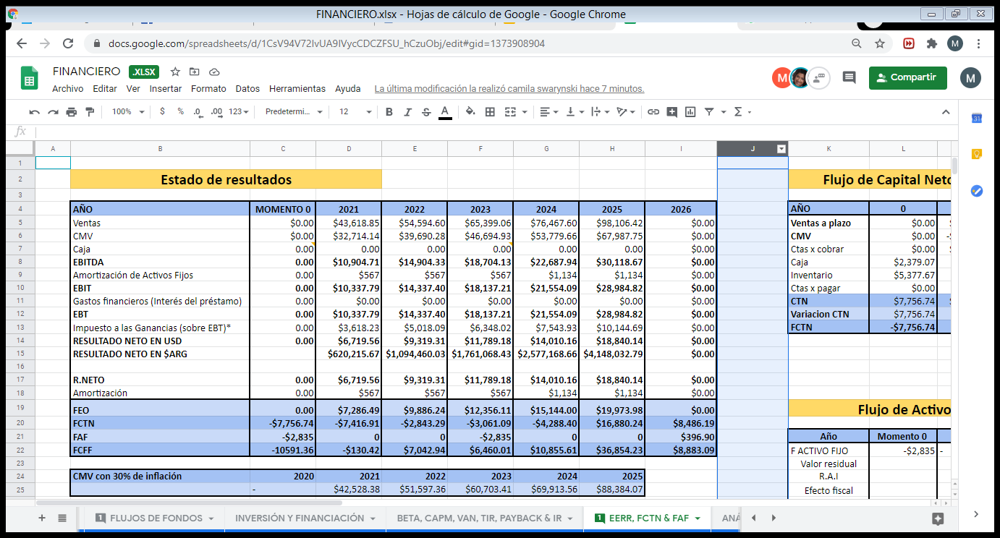 FINANCIERO.xlsx - Hojas de cálculo de Google - Google Chrome
docs.google.com/spreadsheets/d/1CsV94V72IvUA9IVycCDCZFSU_hCzuObj/edit#gid=1373908904
M
FINANCIERO .XLSX
Archivo Editar Ver Insertar Formato Datos Herramientas Ayuda La última modificación la realizó camila swarynski hace 7 minutos.
M Compartir M
100% $ % .0 .00 123 Predetermi... 12 B I S A
31
fx
A B C D E F G H I J K L
1
2 Estado de resultados Flujo de Capital Neto
3
4 AÑO MOMENTO 0 2021 2022 2023 2024 2025 2026 AÑO 0
5 Ventas $0.00 $43,618.85 $54,594.60 $65,399.06 $76,467.60 $98,106.42 $0.00 Ventas a plazo $0.00
6 CMV $0.00 $32,714.14 $39,690.28 $46,694.93 $53,779.66 $67,987.75 $0.00 CMV $0.00 -$
7 Caja 0.00 0.00 0.00 0.00 0.00 0.00 $0.00 Ctas x cobrar $0.00
8 EBITDA 0.00 $10,904.71 $14,904.33 $18,704.13 $22,687.94 $30,118.67 $0.00 Caja $2,379.07
9 Amortización de Activos Fijos 0.00 $567 $567 $567 $1,134 $1,134 $0.00 Inventario $5,377.67
10 EBIT 0.00 $10,337.79 $14,337.40 $18,137.21 $21,554.09 $28,984.82 $0.00 Ctas x pagar $0.00
11 Gastos financieros (Interés del préstamo) 0.00 $0.00 $0.00 $0.00 $0.00 $0.00 $0.00 CTN $7,756.74
12 EBT 0.00 $10,337.79 $14,337.40 $18,137.21 $21,554.09 $28,984.82 $0.00 Variacion CTN $7,756.74
13 Impuesto a las Ganancias (sobre EBT)* 0.00 $3,618.23 $5,018.09 $6,348.02 $7,543.93 $10,144.69 $0.00 FCTN -$7,756.74
14 RESULTADO NETO EN USD 0.00 $6,719.56 $9,319.31 $11,789.18 $14,010.16 $18,840.14 $0.00
15 RESULTADO NETO EN $ARG $620,215.67 $1,094,460.03 $1,761,068.43 $2,577,168.66 $4,148,032.79 $0.00
16
17 R.NETO 0.00 $6,719.56 $9,319.31 $11,789.18 $14,010.16 $18,840.14 $0.00
18 Amortización 0.00 $567 $567 $567 $1,134 $1,134 $0.00
19 FEO 0.00 $7,286.49 $9,886.24 $12,356.11 $15,144.00 $19,973.98 $0.00 Flujo de Activo
20 FCTN -$7,756.74 -$7,416.91 -$2,843.29 -$3,061.09 -$4,288.40 $16,880.24 $8,486.19
21 FAF -$2,835 0 0 -$2,835 0 0 $396.90 Año Momento 0
22 FCFF -10591.36 -$130.42 $7,042.94 $6,460.01 $10,855.61 $36,854.23 $8,883.09 F ACTIVO FIJO -$2,835 -
23 Valor residual
24 CMV con 30% de inflación 2020 2021 2022 2023 2024 2025 R.A.I
25 - $42,528.38 $51,597.36 $60,703.41 $69,913.56 $88,384.07 Efecto fiscal
1 FLUJOS DE FONDOS INVERSIÓN Y FINANCIACIÓN BETA, CAPM, VAN, TIR, PAYBACK & IR 1 EERR, FCTN & FAF ANÁ